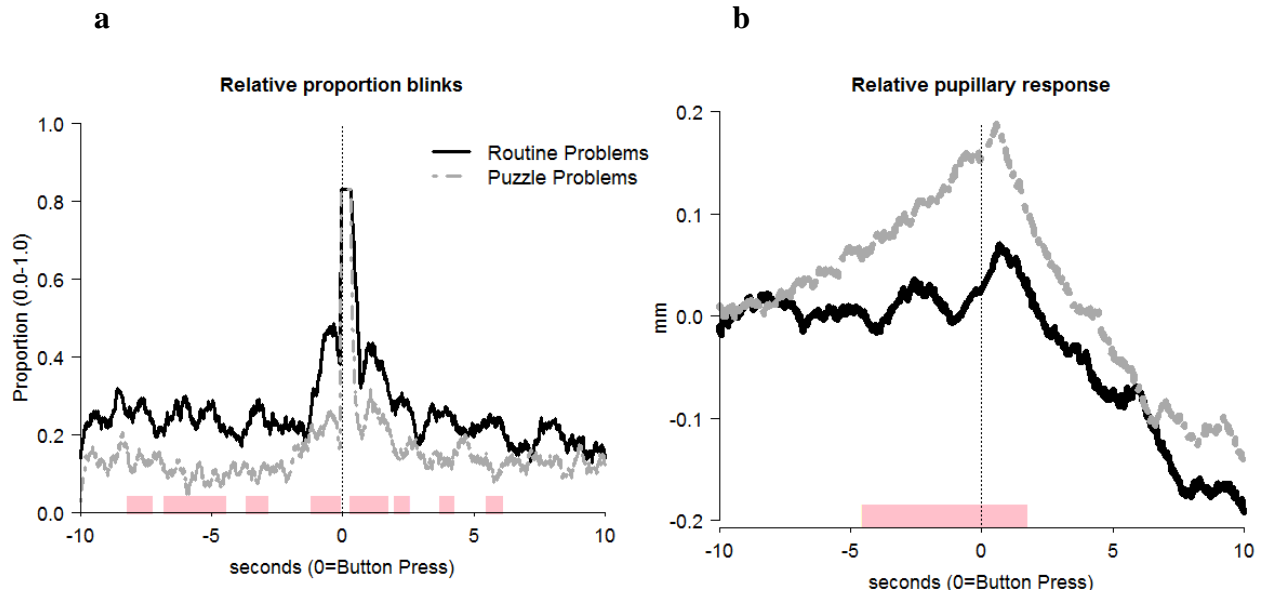 a
Relative proportion blinks
1.0
0.8
0.6
0.4
0.2
0.0
Proportion (0.0-1.0)
Routine Problems
Puzzle Problems
-10 -5 0 5 10
seconds (0=Button Press)
b
Relative pupillary response
0.2
0.1
0.0
-0.1
-0.2
mm
-10 -5 0 5 10
seconds (0=Button Press)